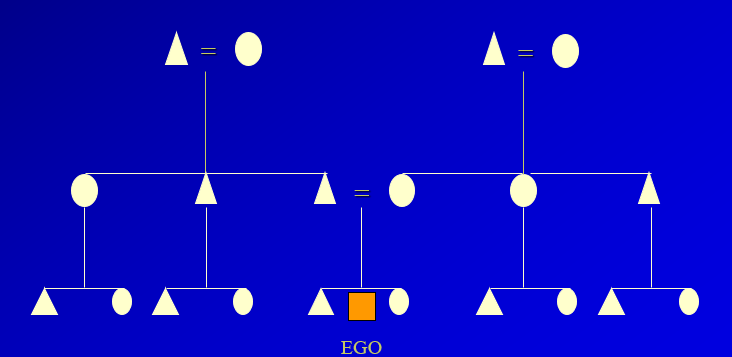 = =
=
EGO